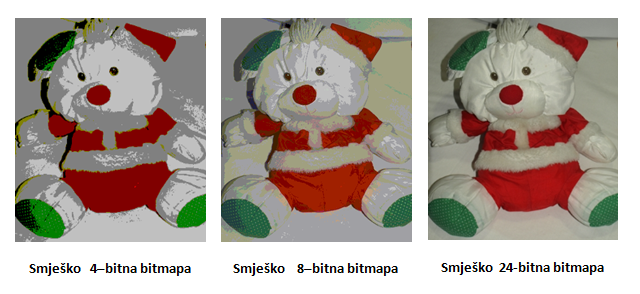 Smješko 4–bitna bitmapa
Smješko 8–bitna bitmapa
Smješko 24-bitna bitmapa